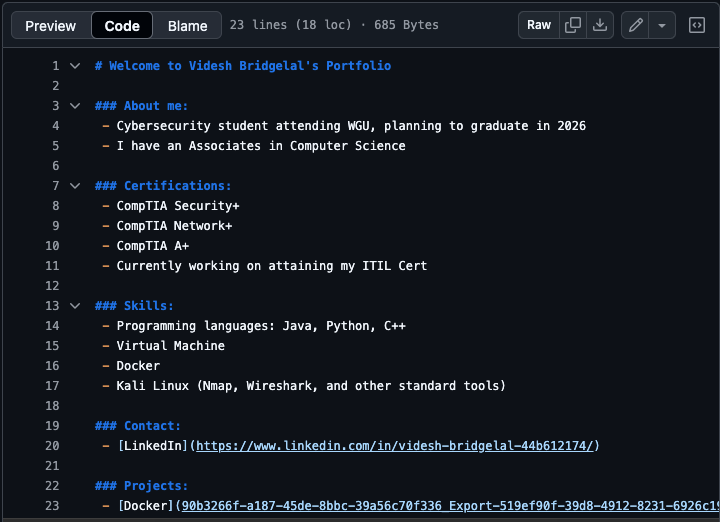 Preview Code Blame 23 lines (18 loc) · 685 Bytes Raw
1 # Welcome to Videsh Bridgelal's Portfolio
2
3 ### About me:
4 - Cybersecurity student attending WGU, planning to graduate in 2026
5 - I have an Associates in Computer Science
6
7 ### Certifications:
8 - CompTIA Security+
9 - CompTIA Network+
10 - CompTIA A+
11 - Currently working on attaining my ITIL Cert
12
13 ### Skills:
14 - Programming languages: Java, Python, C++
15 - Virtual Machine
16 - Docker
17 - Kali Linux (Nmap, Wireshark, and other standard tools)
18
19 ### Contact:
20 - [LinkedIn](https://www.linkedin.com/in/videsh-bridgelal-44b612174/)
21
22 ### Projects:
23 - [Docker](90b3266f-a187-45de-8bbc-39a56c70f336_Export-519ef90f-39d8-4912-8231-6926c19